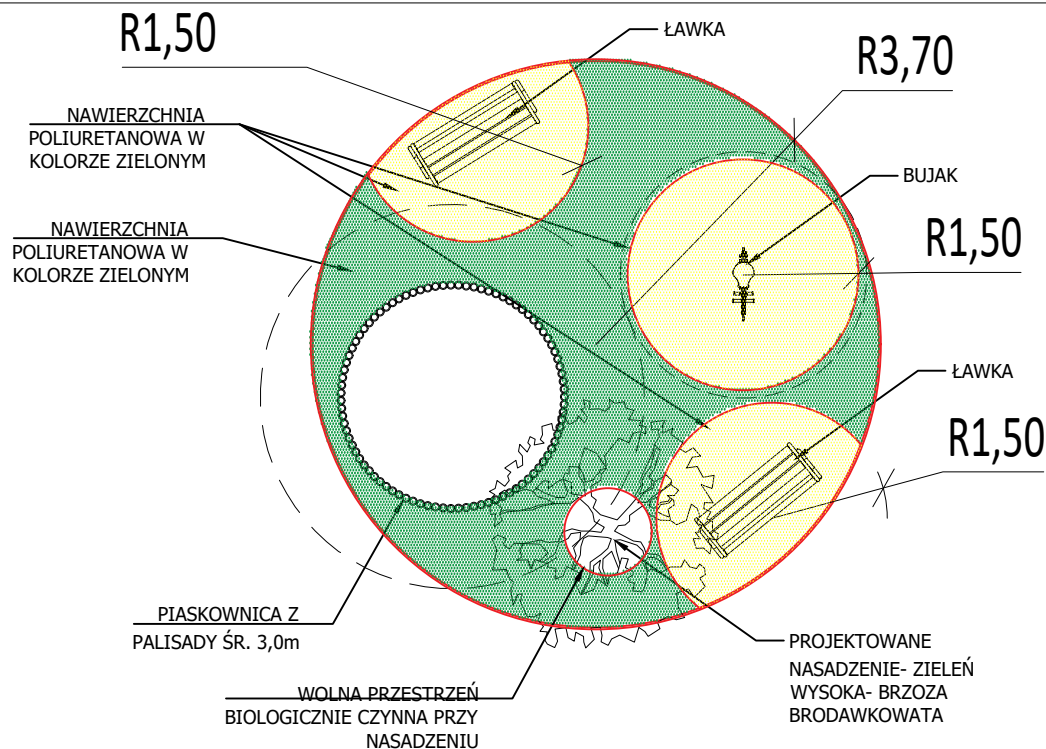 R1,50
ŁAWKA
R3,70
NAWIERZCHNIA
POLIURETANOWA W
KOLORZE ZIELONYM
BUJAK
NAWIERZCHNIA
POLIURETANOWA W
KOLORZE ZIELONYM
R1,50
ŁAWKA
R1,50
PIASKOWNICA Z
PALISADY ŚR. 3,0m
PROJEKTOWANE
NASADZENIE- ZIELEŃ
WYSOKA- BRZOZA
BRODAWKOWATA
WOLNA PRZESTRZEŃ
BIOLOGICZNIE CZYNNA PRZY
NASADZENIU